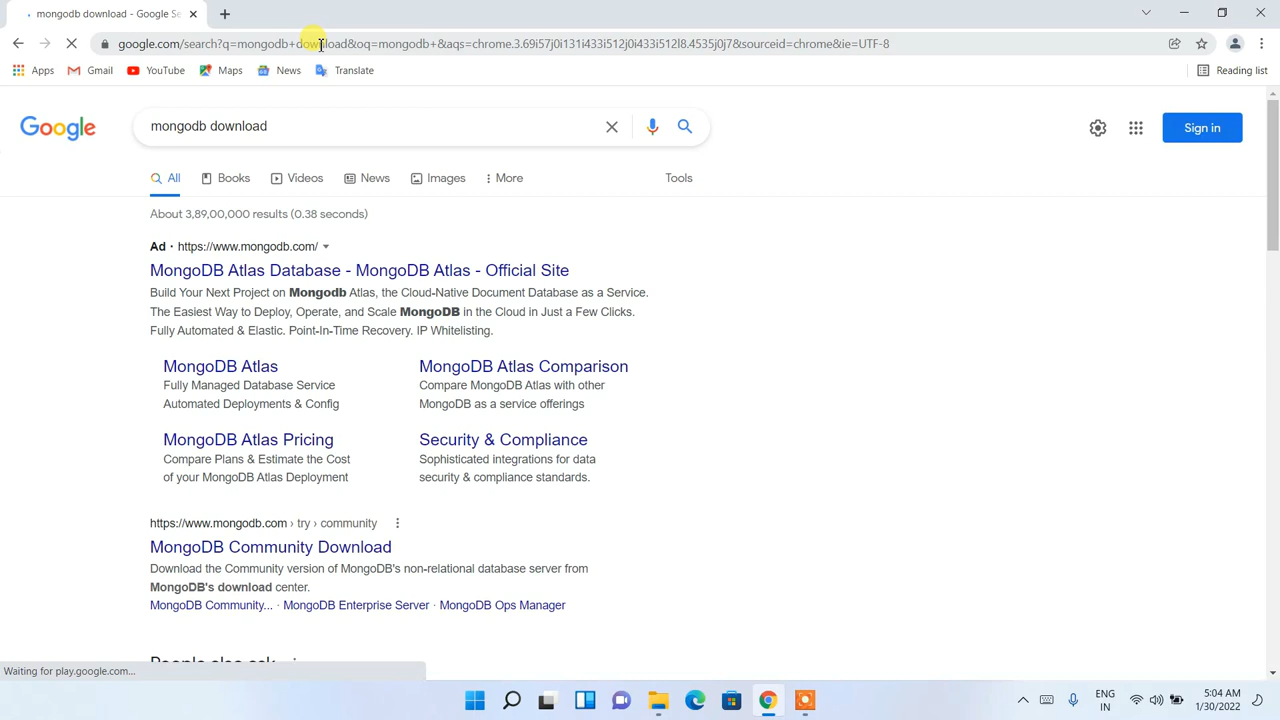 mongodb download - Google Se
google.com/search?q=mongodb+download&oq=mongodb+&aqs=chrome.3.69i57j0i131i433i512j0i433i512l8.4535j0j7&sourceid=chrome&ie=UTF-8
Apps Gmail YouTube Maps News Translate Reading list
Google mongodb download Sign in
All Books Videos News Images More Tools
About 3,89,00,000 results (0.38 seconds)
Ad · https://www.mongodb.com/
MongoDB Atlas Database - MongoDB Atlas - Official Site
Build Your Next Project on Mongodb Atlas, the Cloud-Native Document Database as a Service.
The Easiest Way to Deploy, Operate, and Scale MongoDB in the Cloud in Just a Few Clicks.
Fully Automated & Elastic. Point-In-Time Recovery. IP Whitelisting.
MongoDB Atlas
Fully Managed Database Service
Automated Deployments & Config
MongoDB Atlas Comparison
Compare MongoDB Atlas with other
MongoDB as a service offerings
MongoDB Atlas Pricing
Compare Plans & Estimate the Cost
of your MongoDB Atlas Deployment
Security & Compliance
Sophisticated integrations for data
security & compliance standards.
https://www.mongodb.com › try › community
MongoDB Community Download
Download the Community version of MongoDB's non-relational database server from
MongoDB's download center.
MongoDB Community... · MongoDB Enterprise Server · MongoDB Ops Manager
People also ask
Waiting for play.google.com...
ENG
IN
5:04 AM
1/30/2022